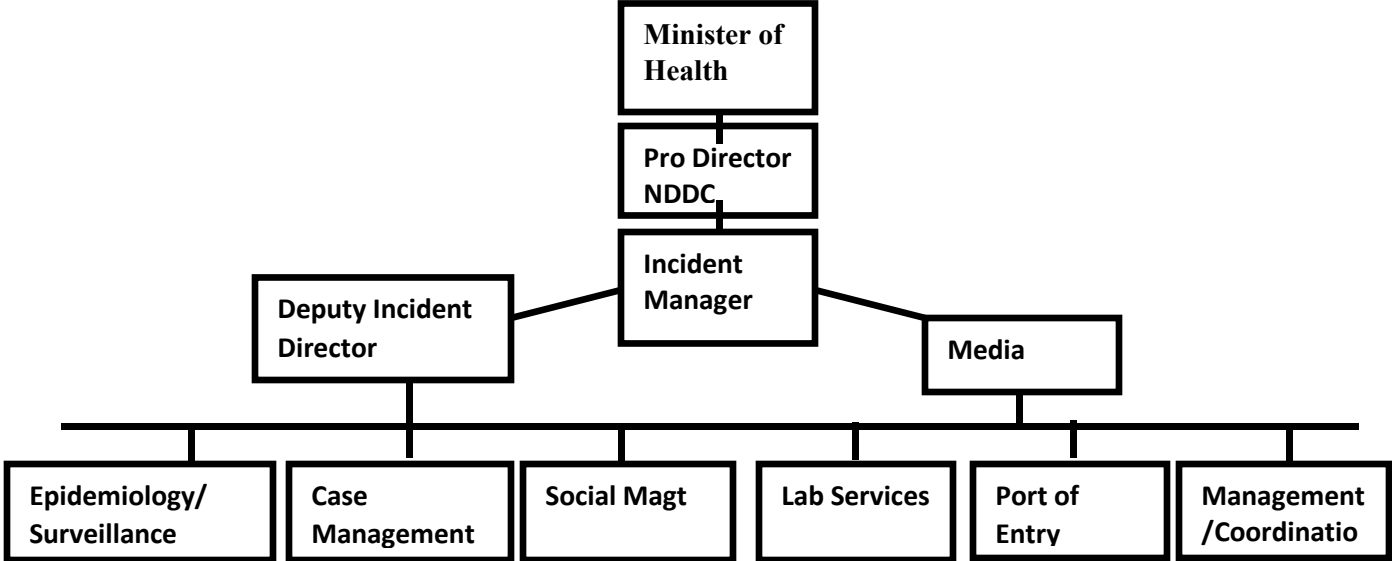 Minister of
Health
Pro Director
NDDC
Incident
Manager
Deputy Incident
Director
Media
Epidemiology/
Surveillance
Case
Management
Social Magt
Lab Services
Port of
Entry
Management
/Coordinatio